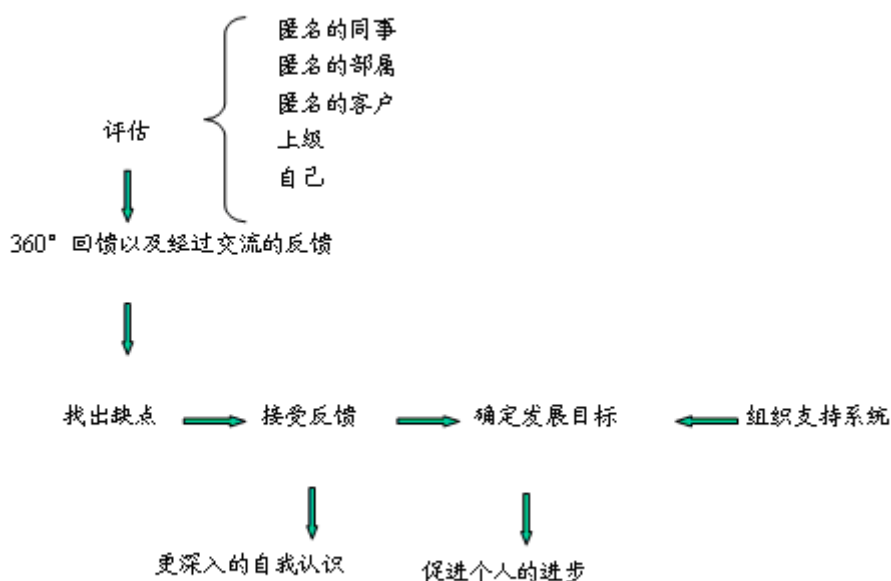 匿名的同事
匿名的部属
匿名的客户
评估
上级
自己
360°回馈以及经过交流的反馈
找出缺点
接受反馈
确定发展目标
组织支持系统
更深入的自我认识
促进个人的进步